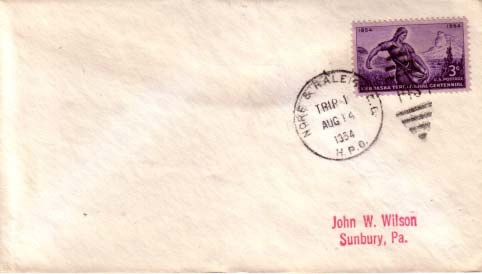 1854 1954
3¢
U.S. POSTAGE
NEBRASKA TERRITORIAL CENTENNIAL
NORF. & RALEIGH, R.P.O.
TRIP-1
AUG 14
1954
H.P.O.
John W. Wilson
Sunbury, Pa.